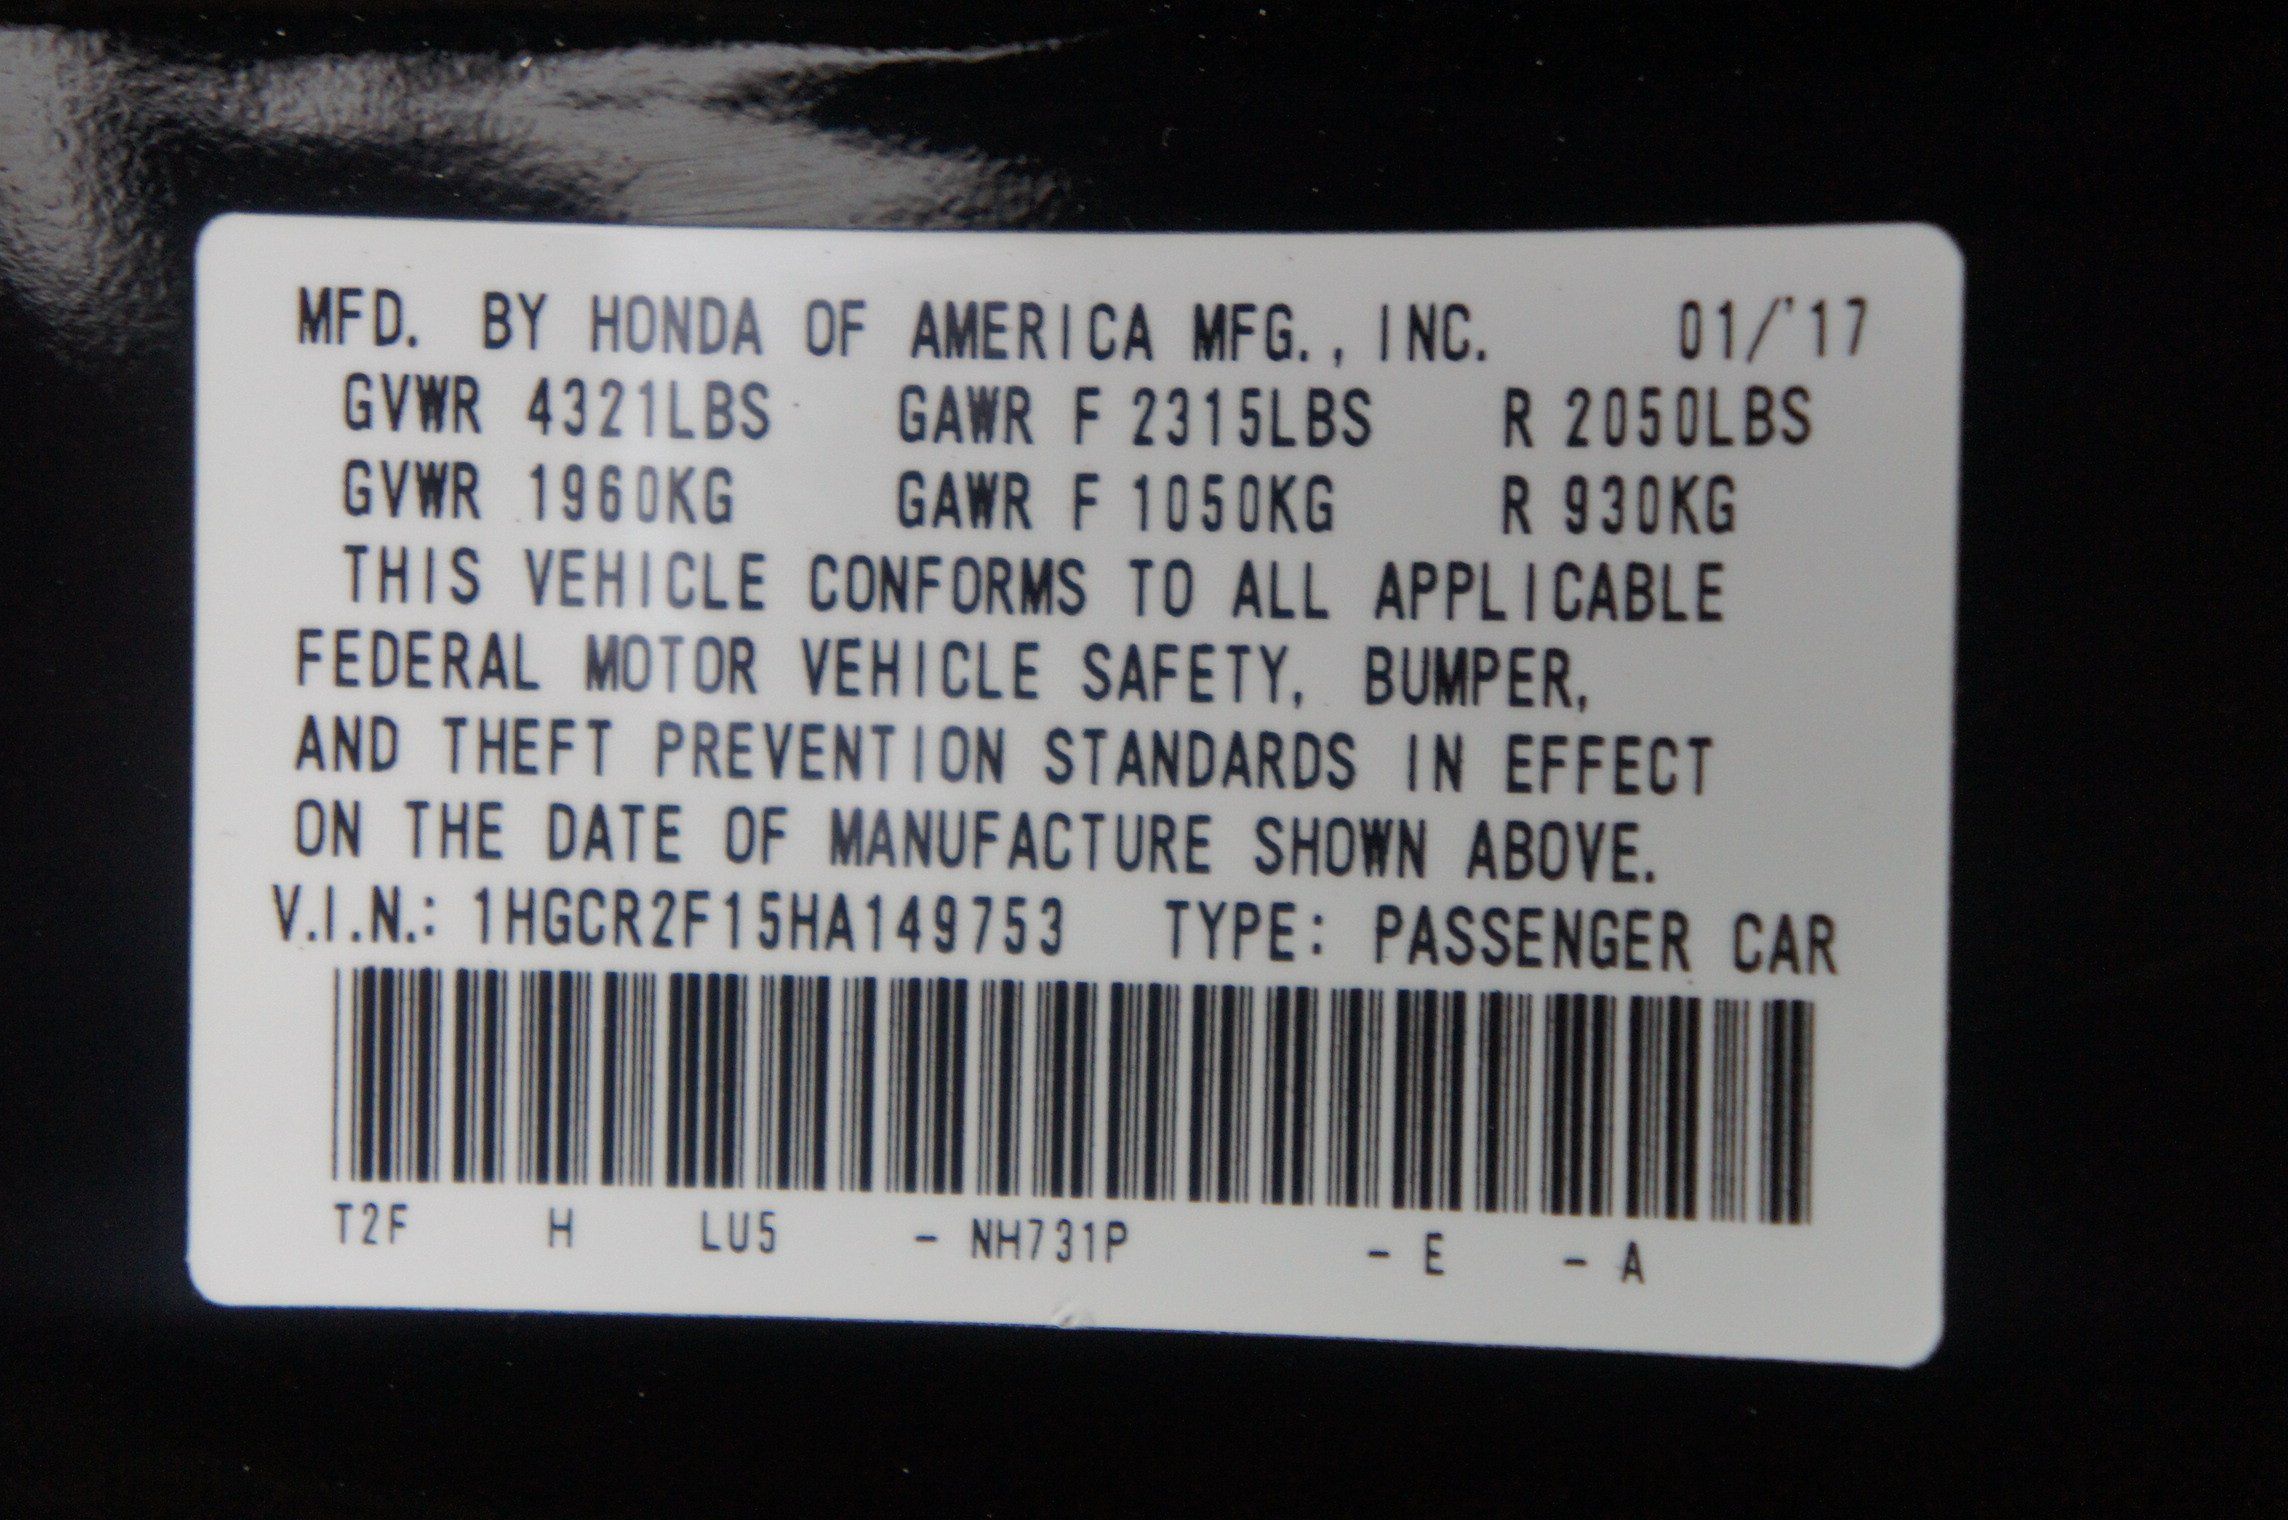 MFD. BY HONDA OF AMERICA MFG., INC. 01/'17
GVWR 4321LBS GAWR F 2315LBS R 2050LBS
GVWR 1960KG GAWR F 1050KG R 930KG
THIS VEHICLE CONFORMS TO ALL APPLICABLE
FEDERAL MOTOR VEHICLE SAFETY, BUMPER,
AND THEFT PREVENTION STANDARDS IN EFFECT
ON THE DATE OF MANUFACTURE SHOWN ABOVE.
V.I.N.: 1HGCR2F15HA149753 TYPE: PASSENGER CAR
T2F H LU5 - NH731P - E - A